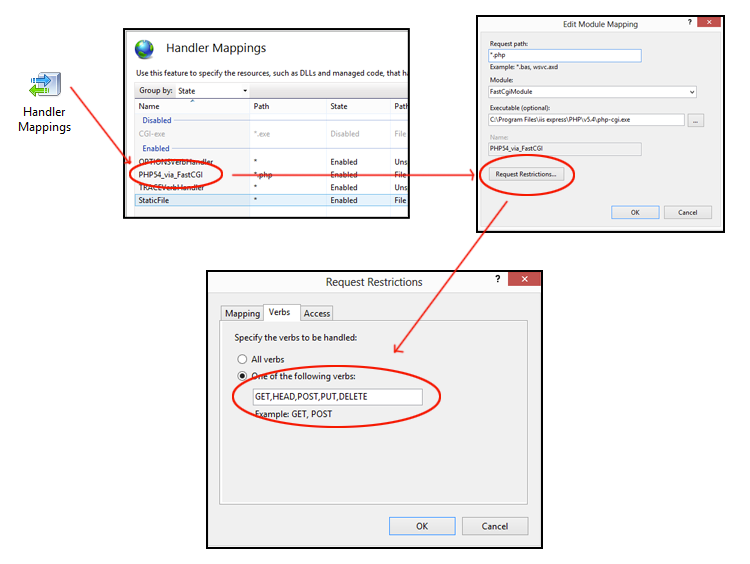 Handler
Mappings
Handler Mappings
Use this feature to specify the resources, such as DLLs and managed code, that ha
Group by: State
Name Path State Path
Disabled
CGI-exe *.exe Disabled File
Enabled
OPTIONSVerbHandler * Enabled Uns
PHP54_via_FastCGI *.php Enabled File
TRACEVerbHandler * Enabled Uns
StaticFile * Enabled File
Edit Module Mapping
? x
Request path:
*.php
Example: *.bas, wsvc.axd
Module:
FastCgiModule
Executable (optional):
C:\Program Files\iis express\PHP\v5.4\php-cgi.exe
...
Name:
PHP54_via_FastCGI
Request Restrictions...
OK Cancel
Request Restrictions
? x
Mapping Verbs Access
Specify the verbs to be handled:
All verbs
One of the following verbs:
GET,HEAD,POST,PUT,DELETE
Example: GET, POST
OK Cancel